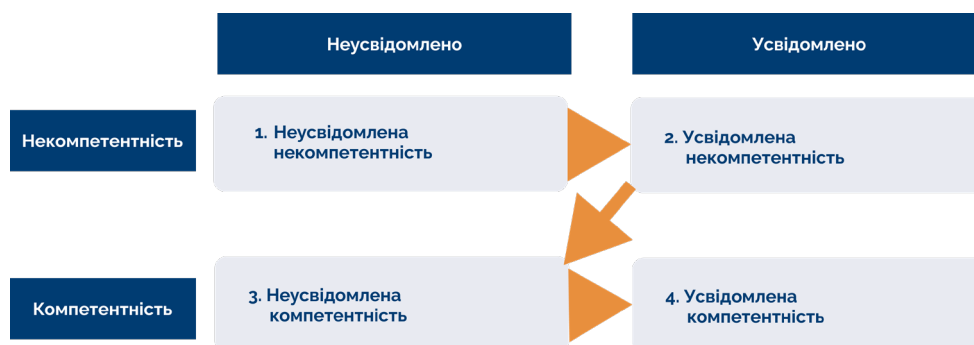 Неусвідомлено
Усвідомлено
Некомпетентність
1. Неусвідомлена
некомпетентність
2. Усвідомлена
некомпетентність
Компетентність
3. Неусвідомлена
компетентність
4. Усвідомлена
компетентність